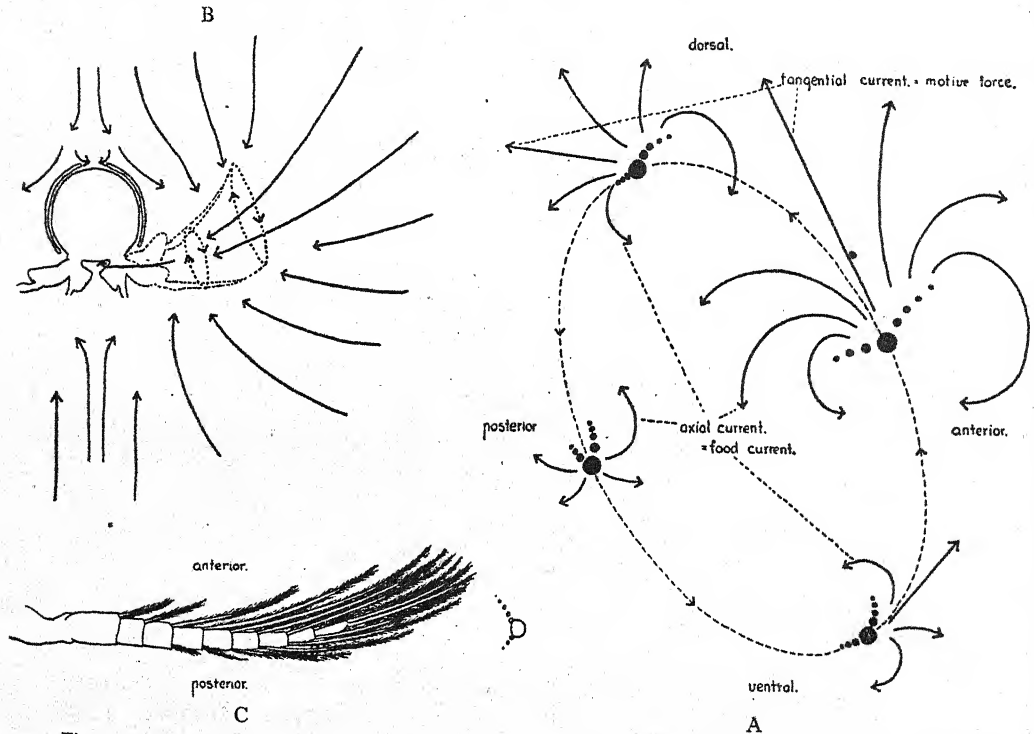 B
dorsal.
tangential current. = motive force.
posterior
axial current.
= food current.
anterior.
anterior.
posterior.
ventral.
C
A